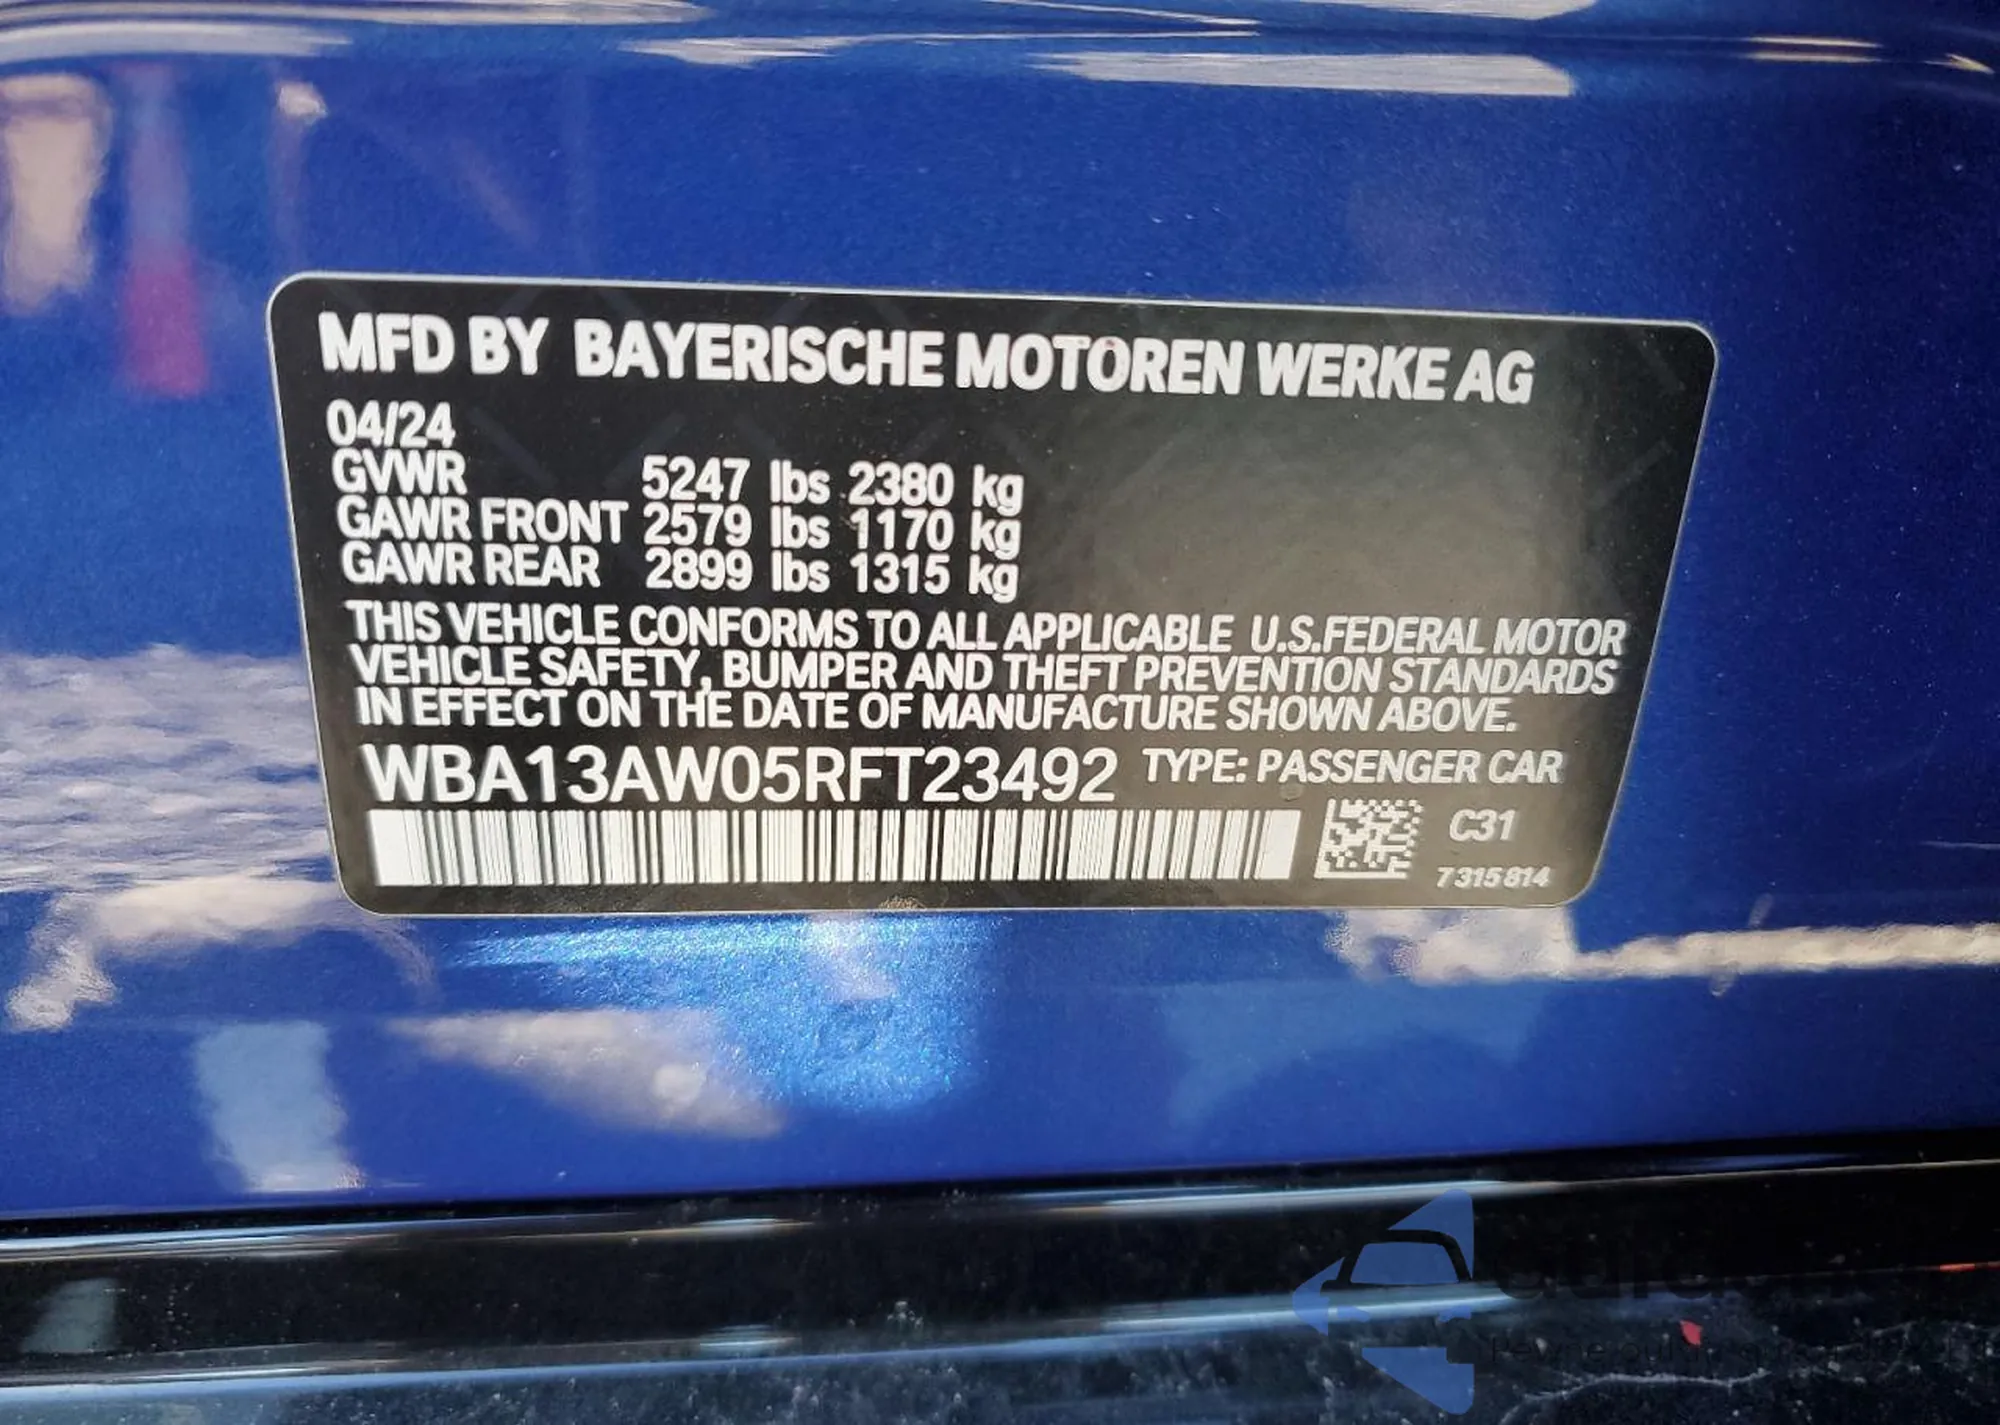 MFD BY BAYERISCHE MOTOREN WERKE AG
04/24
GVWR 5247 lbs 2380 kg
GAWR FRONT 2579 lbs 1170 kg
GAWR REAR 2899 lbs 1315 kg
THIS VEHICLE CONFORMS TO ALL APPLICABLE U.S.FEDERAL MOTOR
VEHICLE SAFETY, BUMPER AND THEFT PREVENTION STANDARDS
IN EFFECT ON THE DATE OF MANUFACTURE SHOWN ABOVE.
WBA13AW05RFT23492 TYPE: PASSENGER CAR
C31
7315814